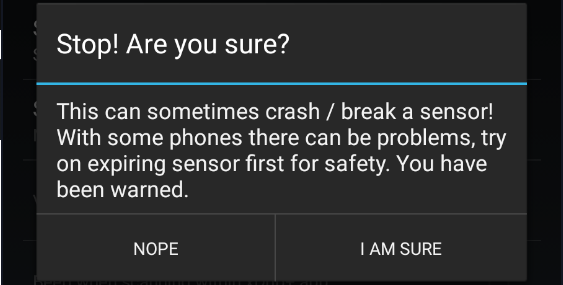 Stop! Are you sure?
This can sometimes crash / break a sensor!
With some phones there can be problems, try
on expiring sensor first for safety. You have
been warned.
NOPE
I AM SURE